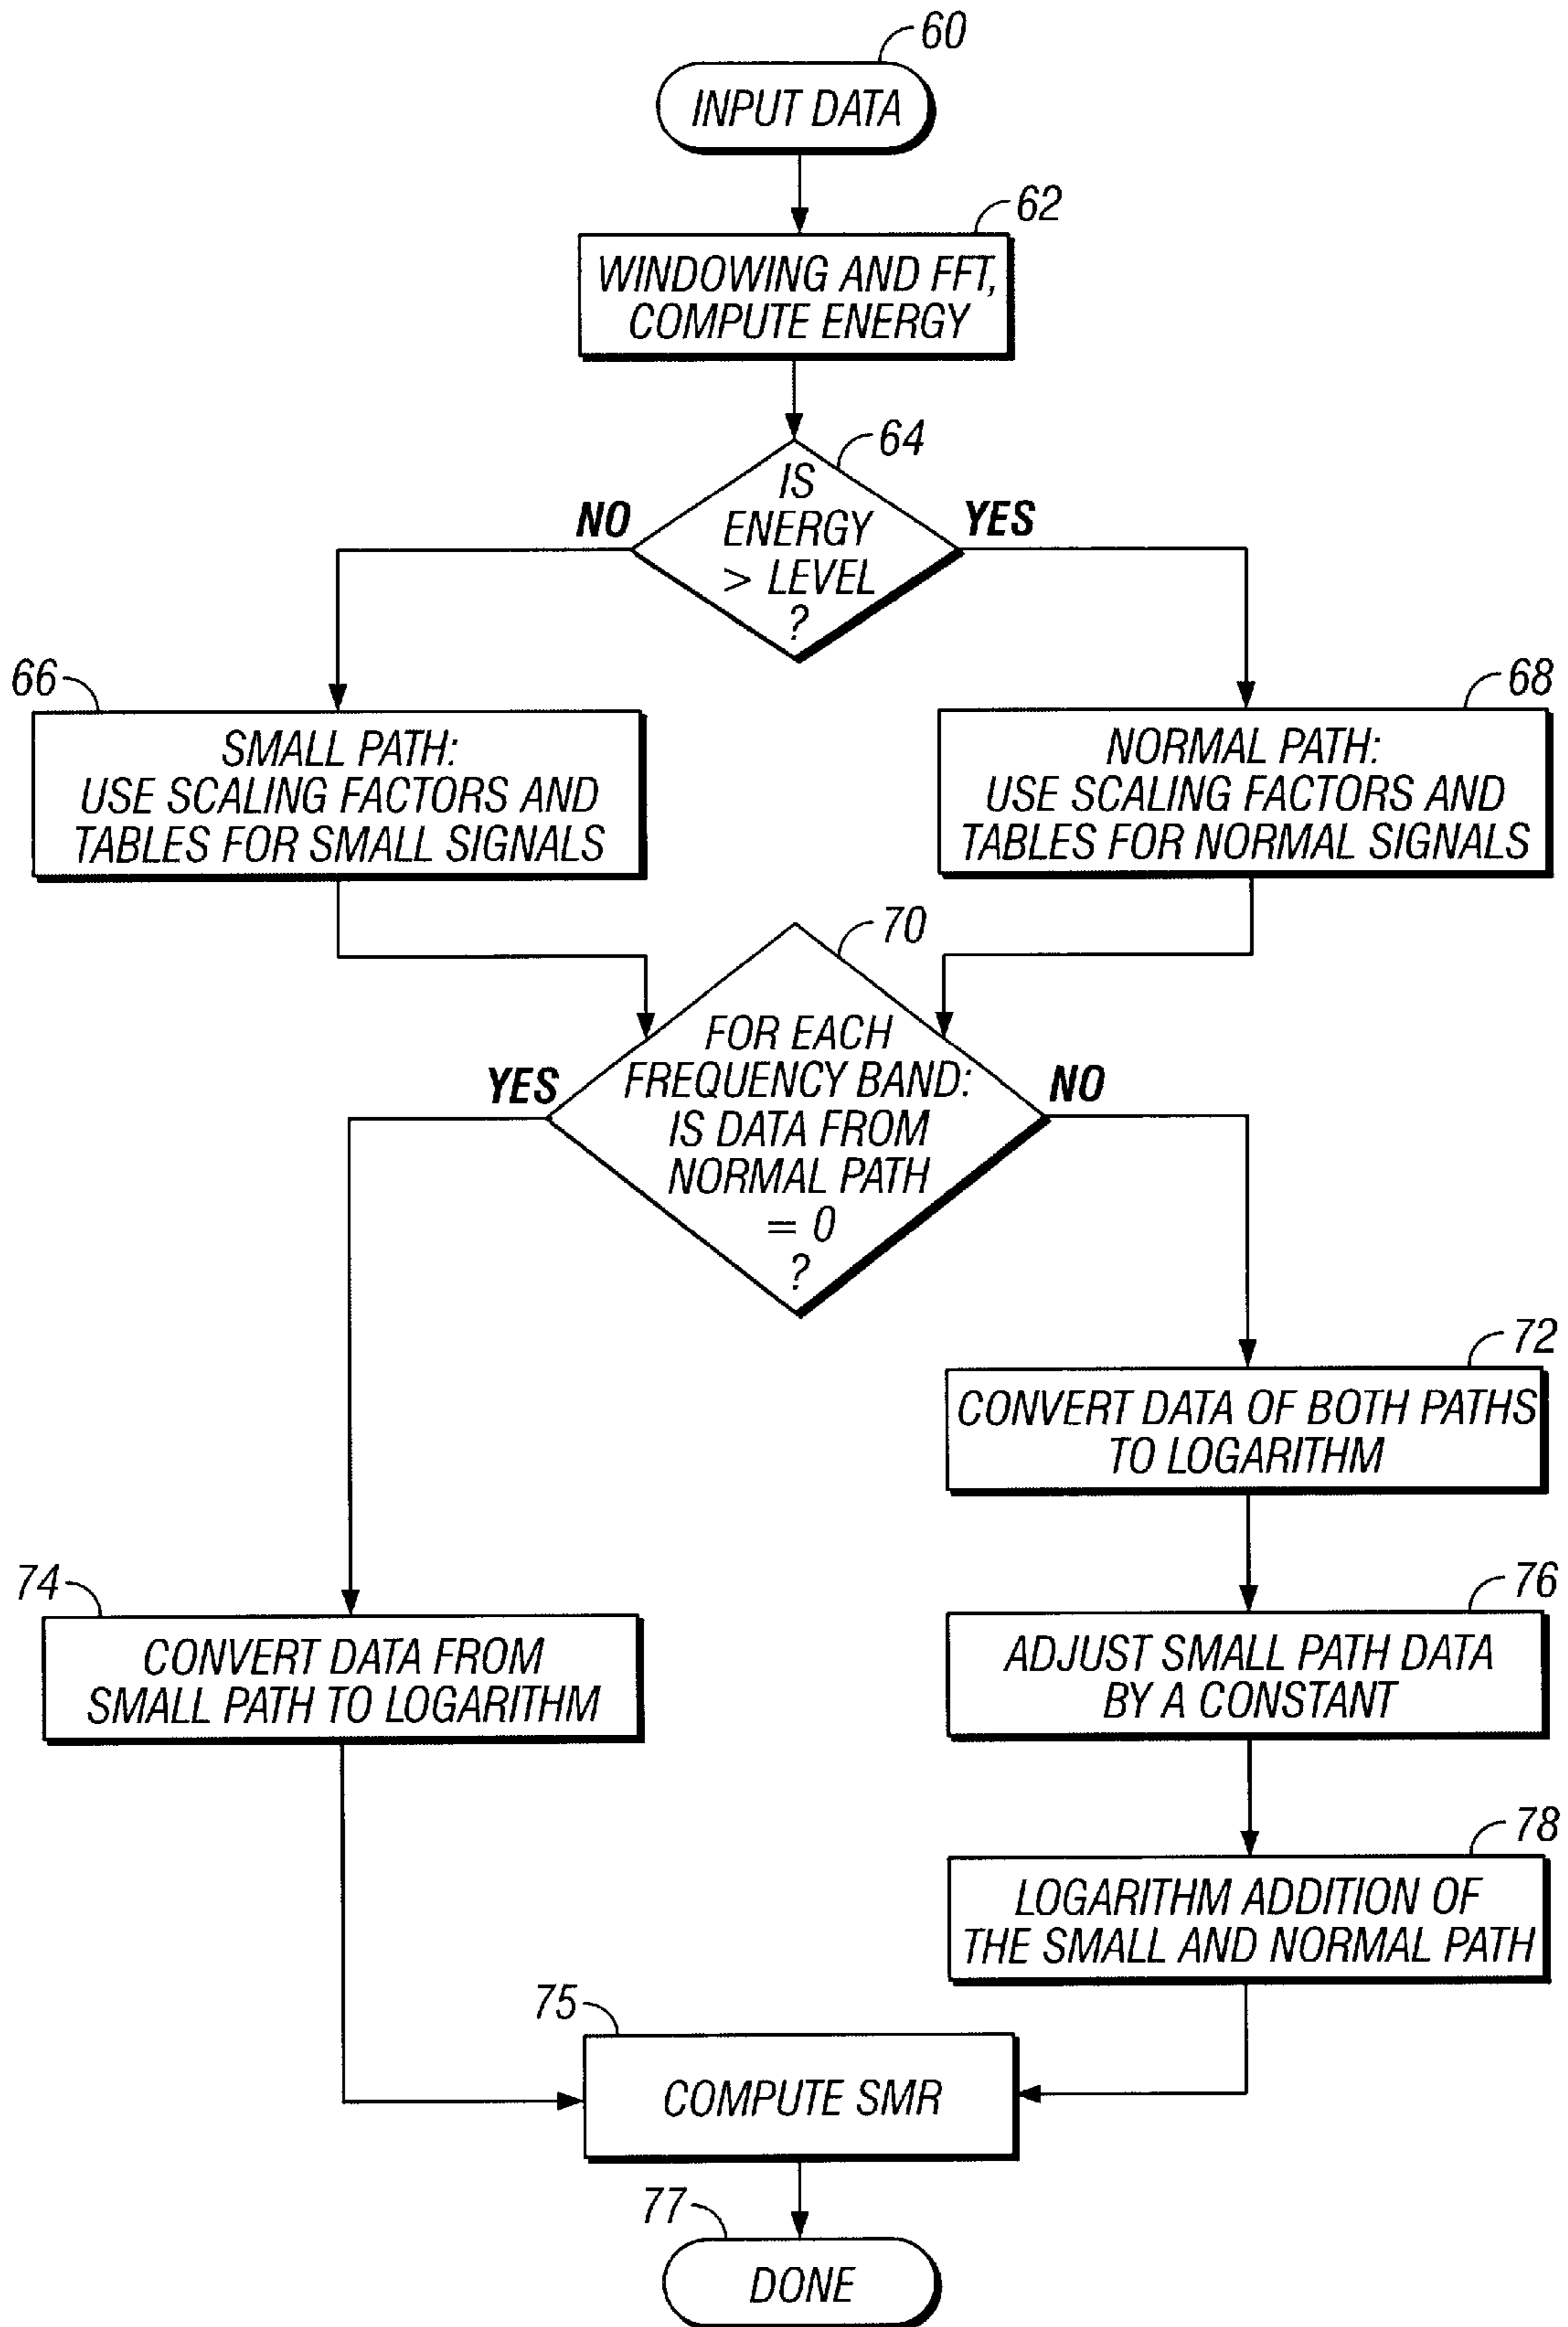 60
INPUT DATA
62
WINDOWING AND FFT,
COMPUTE ENERGY
64
IS
ENERGY
> LEVEL
?
NO
YES
66
SMALL PATH:
USE SCALING FACTORS AND
TABLES FOR SMALL SIGNALS
68
NORMAL PATH:
USE SCALING FACTORS AND
TABLES FOR NORMAL SIGNALS
70
FOR EACH
FREQUENCY BAND:
IS DATA FROM
NORMAL PATH
= 0
?
YES
NO
72
CONVERT DATA OF BOTH PATHS
TO LOGARITHM
74
CONVERT DATA FROM
SMALL PATH TO LOGARITHM
76
ADJUST SMALL PATH DATA
BY A CONSTANT
78
LOGARITHM ADDITION OF
THE SMALL AND NORMAL PATH
75
COMPUTE SMR
77
DONE